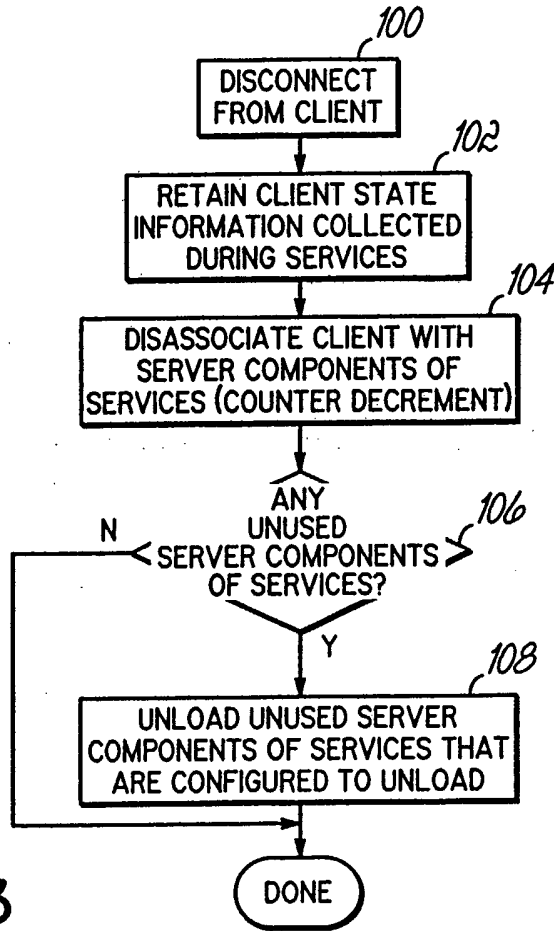 100
DISCONNECT
FROM CLIENT
102
RETAIN CLIENT STATE
INFORMATION COLLECTED
DURING SERVICES
104
DISASSOCIATE CLIENT WITH
SERVER COMPONENTS OF
SERVICES (COUNTER DECREMENT)
ANY
UNUSED
SERVER COMPONENTS
OF SERVICES?
106
N
Y
108
UNLOAD UNUSED SERVER
COMPONENTS OF SERVICES THAT
ARE CONFIGURED TO UNLOAD
DONE
3